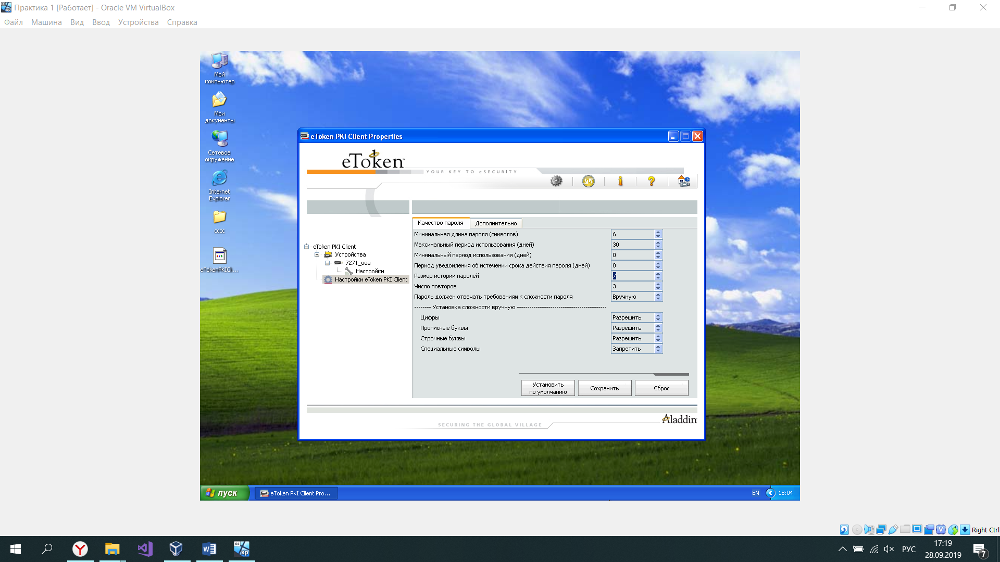 Практика 1 [Работает] - Oracle VM VirtualBox
Файл Машина Вид Ввод Устройства Справка
Мой компьютер
Мои документы
Сетевое окружение
Internet Explorer
сссс
eTokenPKICli...
eToken PKI Client Properties
eToken
YOUR KEY TO eSECURITY
eToken PKI Client
Устройства
7271_oea
Настройки
Настройки eToken PKI Client
Качество пароля Дополнительно
Минимальная длина пароля (символов) 6
Максимальный период использования (дней) 30
Минимальный период использования (дней) 0
Период уведомления об истечении срока действия пароля (дней) 0
Размер истории паролей 7
Число повторов 3
Пароль должен отвечать требованиям к сложности пароля Вручную
-------- Установка сложности вручную --------------------------------------------
Цифры Разрешить
Прописные буквы Разрешить
Строчные буквы Разрешить
Специальные символы Запретить
Установить по умолчанию Сохранить Сброс
Aladdin
SECURING THE GLOBAL VILLAGE
пуск eToken PKI Client Pro... EN 18:04
Right Ctrl
РУС 17:19
28.09.2019 7